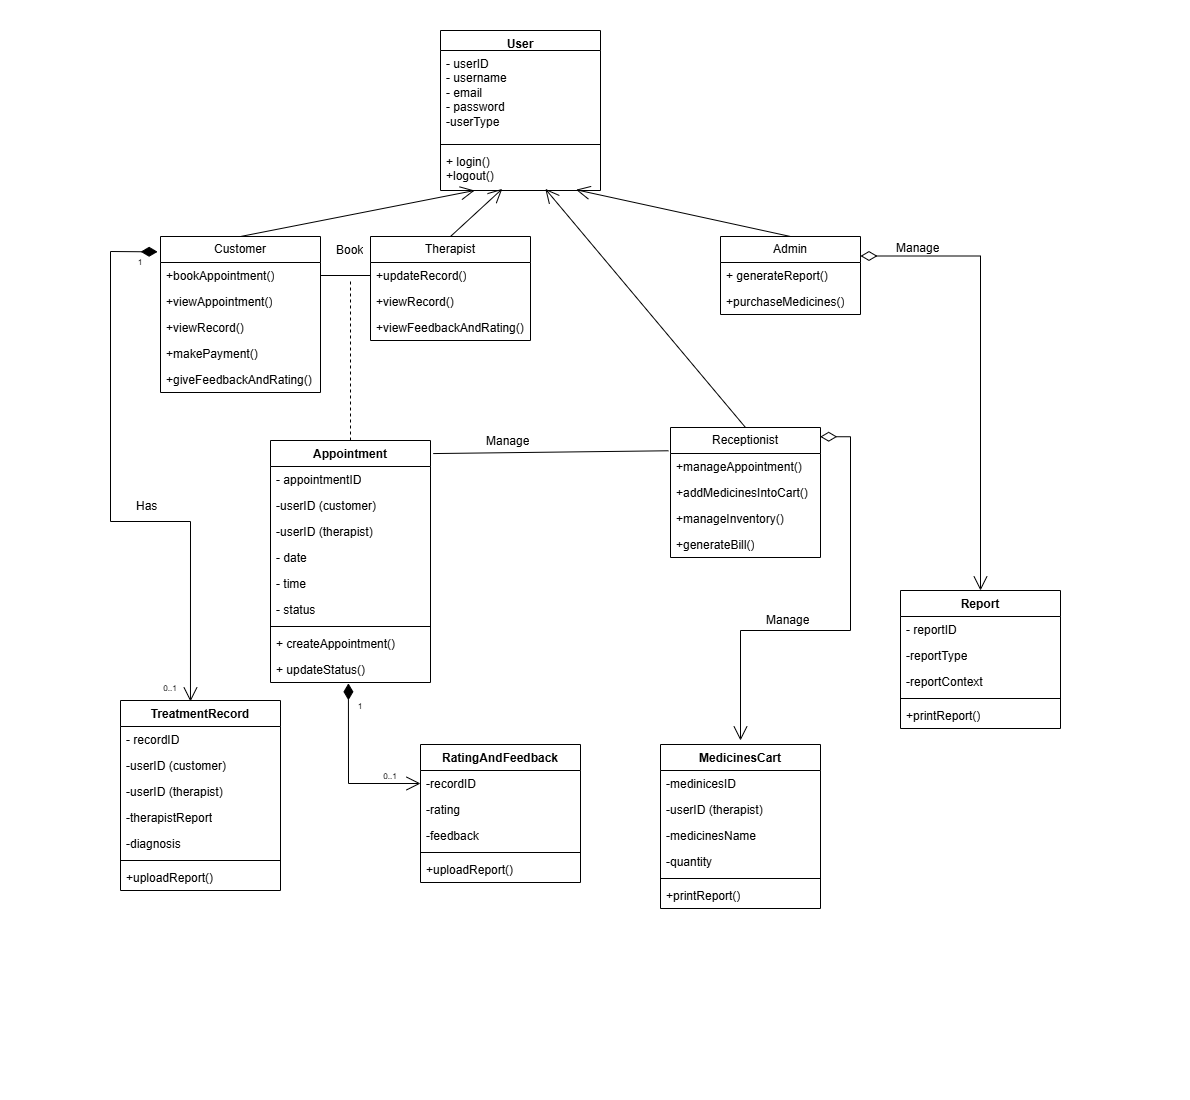 User
- userID
- username
- email
- password
-userType
+ login()
+logout()
Customer
+bookAppointment()
+viewAppointment()
+viewRecord()
+makePayment()
+giveFeedbackAndRating()
Book
Therapist
+updateRecord()
+viewRecord()
+viewFeedbackAndRating()
Admin
+ generateReport()
+purchaseMedicines()
Manage
1
Has
0..1
Appointment
- appointmentID
-userID (customer)
-userID (therapist)
- date
- time
- status
+ createAppointment()
+ updateStatus()
Manage
Receptionist
+manageAppointment()
+addMedicinesIntoCart()
+manageInventory()
+generateBill()
Manage
Report
- reportID
-reportType
-reportContext
+printReport()
TreatmentRecord
- recordID
-userID (customer)
-userID (therapist)
-therapistReport
-diagnosis
+uploadReport()
1
0..1
RatingAndFeedback
-recordID
-rating
-feedback
+uploadReport()
MedicinesCart
-medinicesID
-userID (therapist)
-medicinesName
-quantity
+printReport()